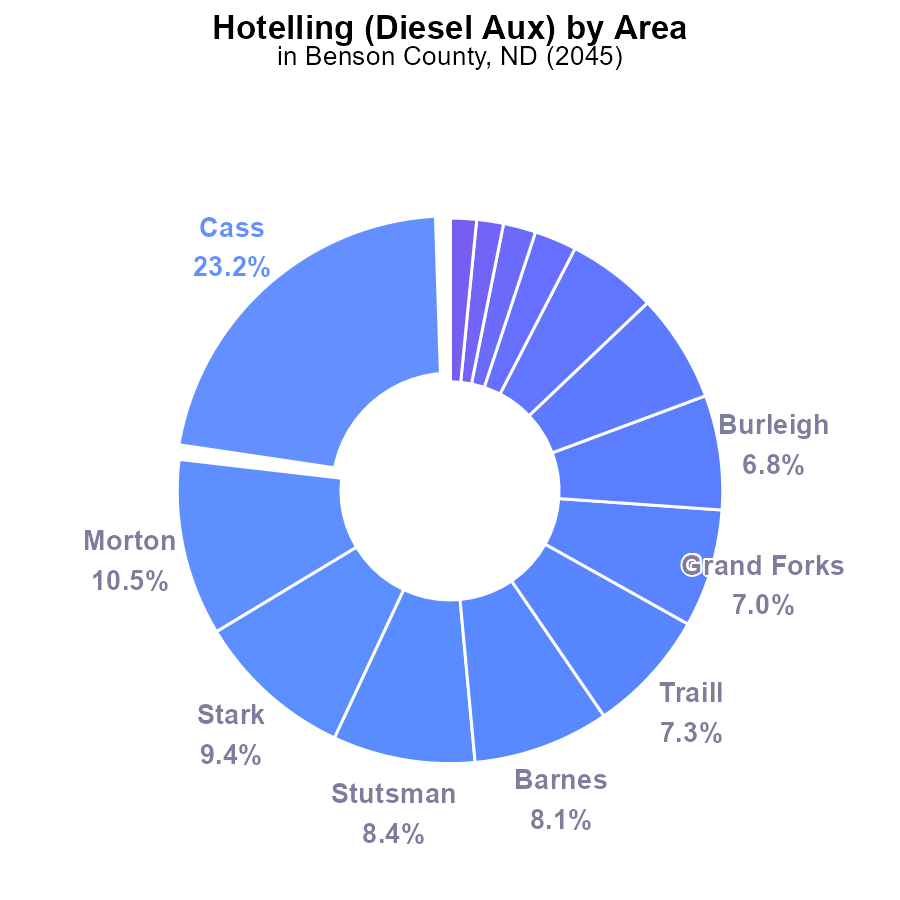 Hotelling (Diesel Aux) by Area
in Benson County, ND (2045)
Cass
23.2%
Burleigh
6.8%
Morton
10.5%
Grand Forks
7.0%
Traill
7.3%
Stark
9.4%
Barnes
8.1%
Stutsman
8.4%